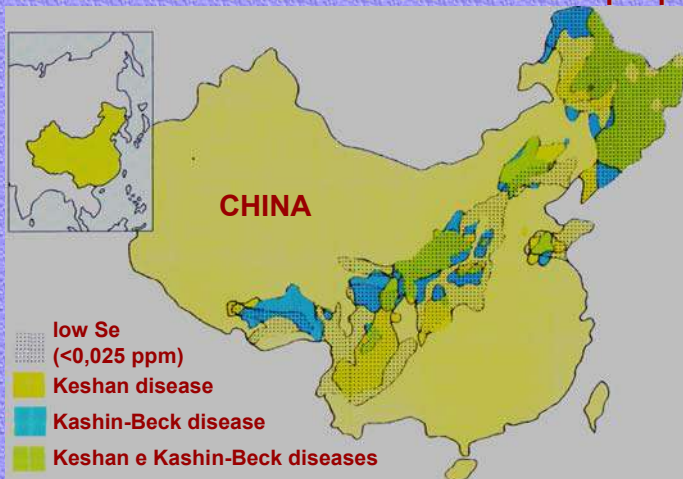 CHINA
low Se
(<0,025 ppm)
Keshan disease
Kashin-Beck disease
Keshan e Kashin-Beck diseases